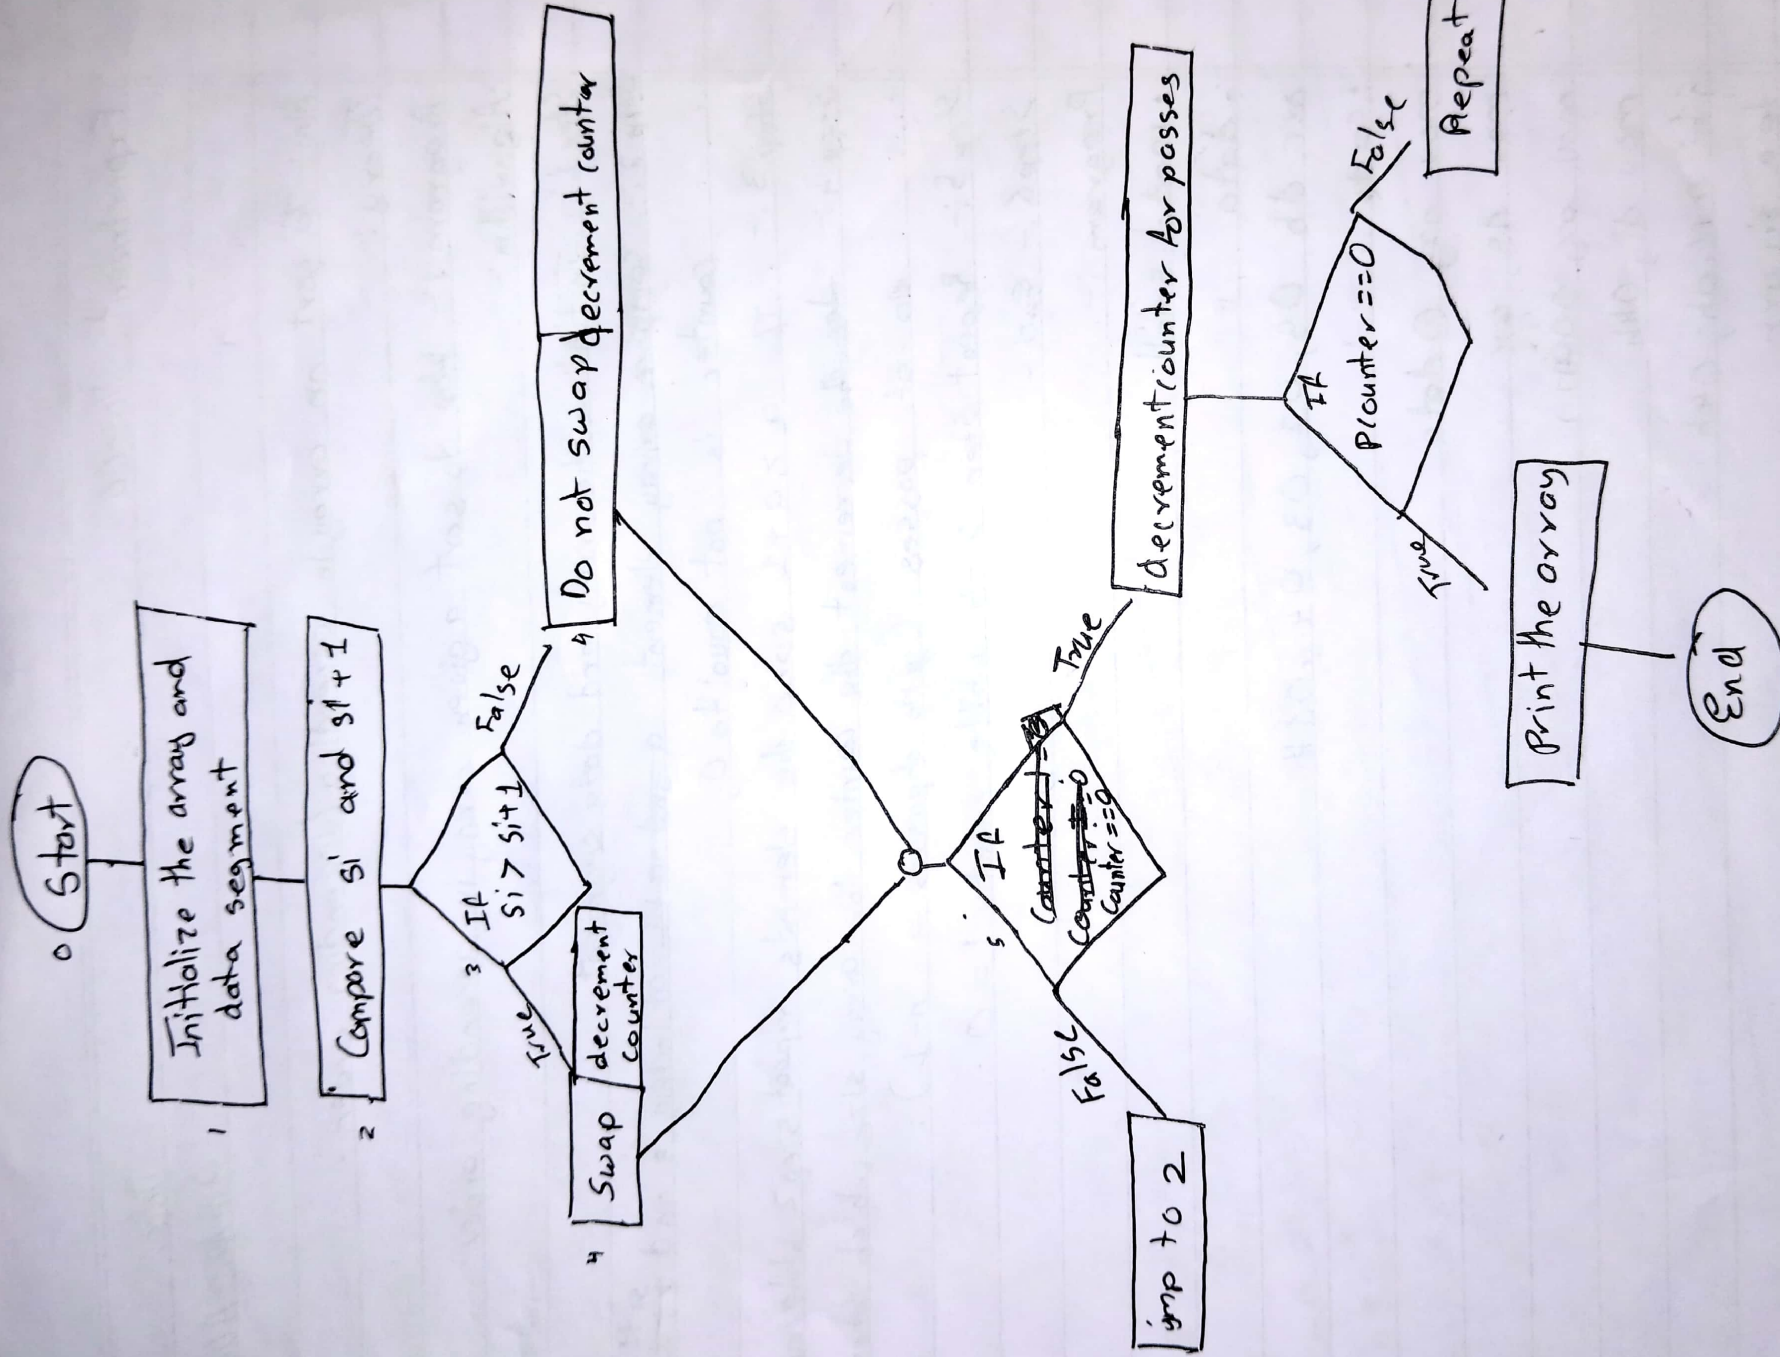 0 Start
1 Initialize the array and
data segment
2 Compare si and si+1
3 If
si > si+1
True
False
4 Swap
decrement
counter
4 Do not swap
decrement counter
5 If
counter==0
False
True
jmp to 2
decrement counter for passes
If
Pcounter==0
True
False
Repeat
Print the array
End